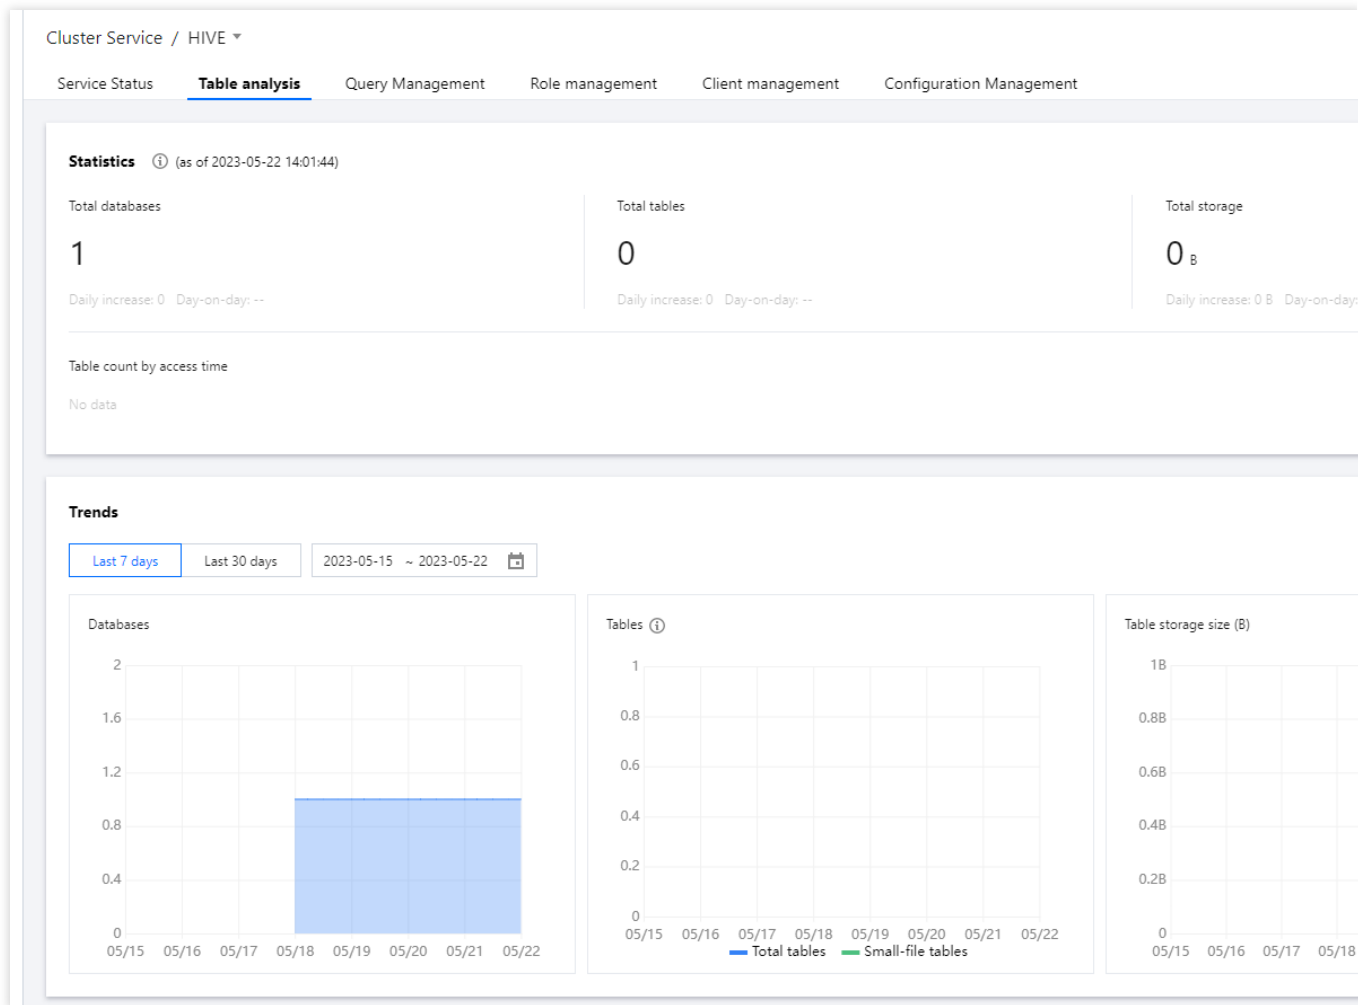 Cluster Service / HIVE
Service Status Table analysis Query Management Role management Client management Configuration Management
Statistics (as of 2023-05-22 14:01:44)
Total databases Total tables Total storage
1 0 0 B
Daily increase: 0 Day-on-day: -- Daily increase: 0 Day-on-day: -- Daily increase: 0 B Day-on-day:
Table count by access time
No data
Trends
Last 7 days Last 30 days 2023-05-15 ~ 2023-05-22
Databases
2
1.6
1.2
0.8
0.4
0
05/15 05/16 05/17 05/18 05/19 05/20 05/21 05/22
Tables
1
0.8
0.6
0.4
0.2
0
05/15 05/16 05/17 05/18 05/19 05/20 05/21 05/22
Total tables Small-file tables
Table storage size (B)
1B
0.8B
0.6B
0.4B
0.2B
0
05/15 05/16 05/17 05/18